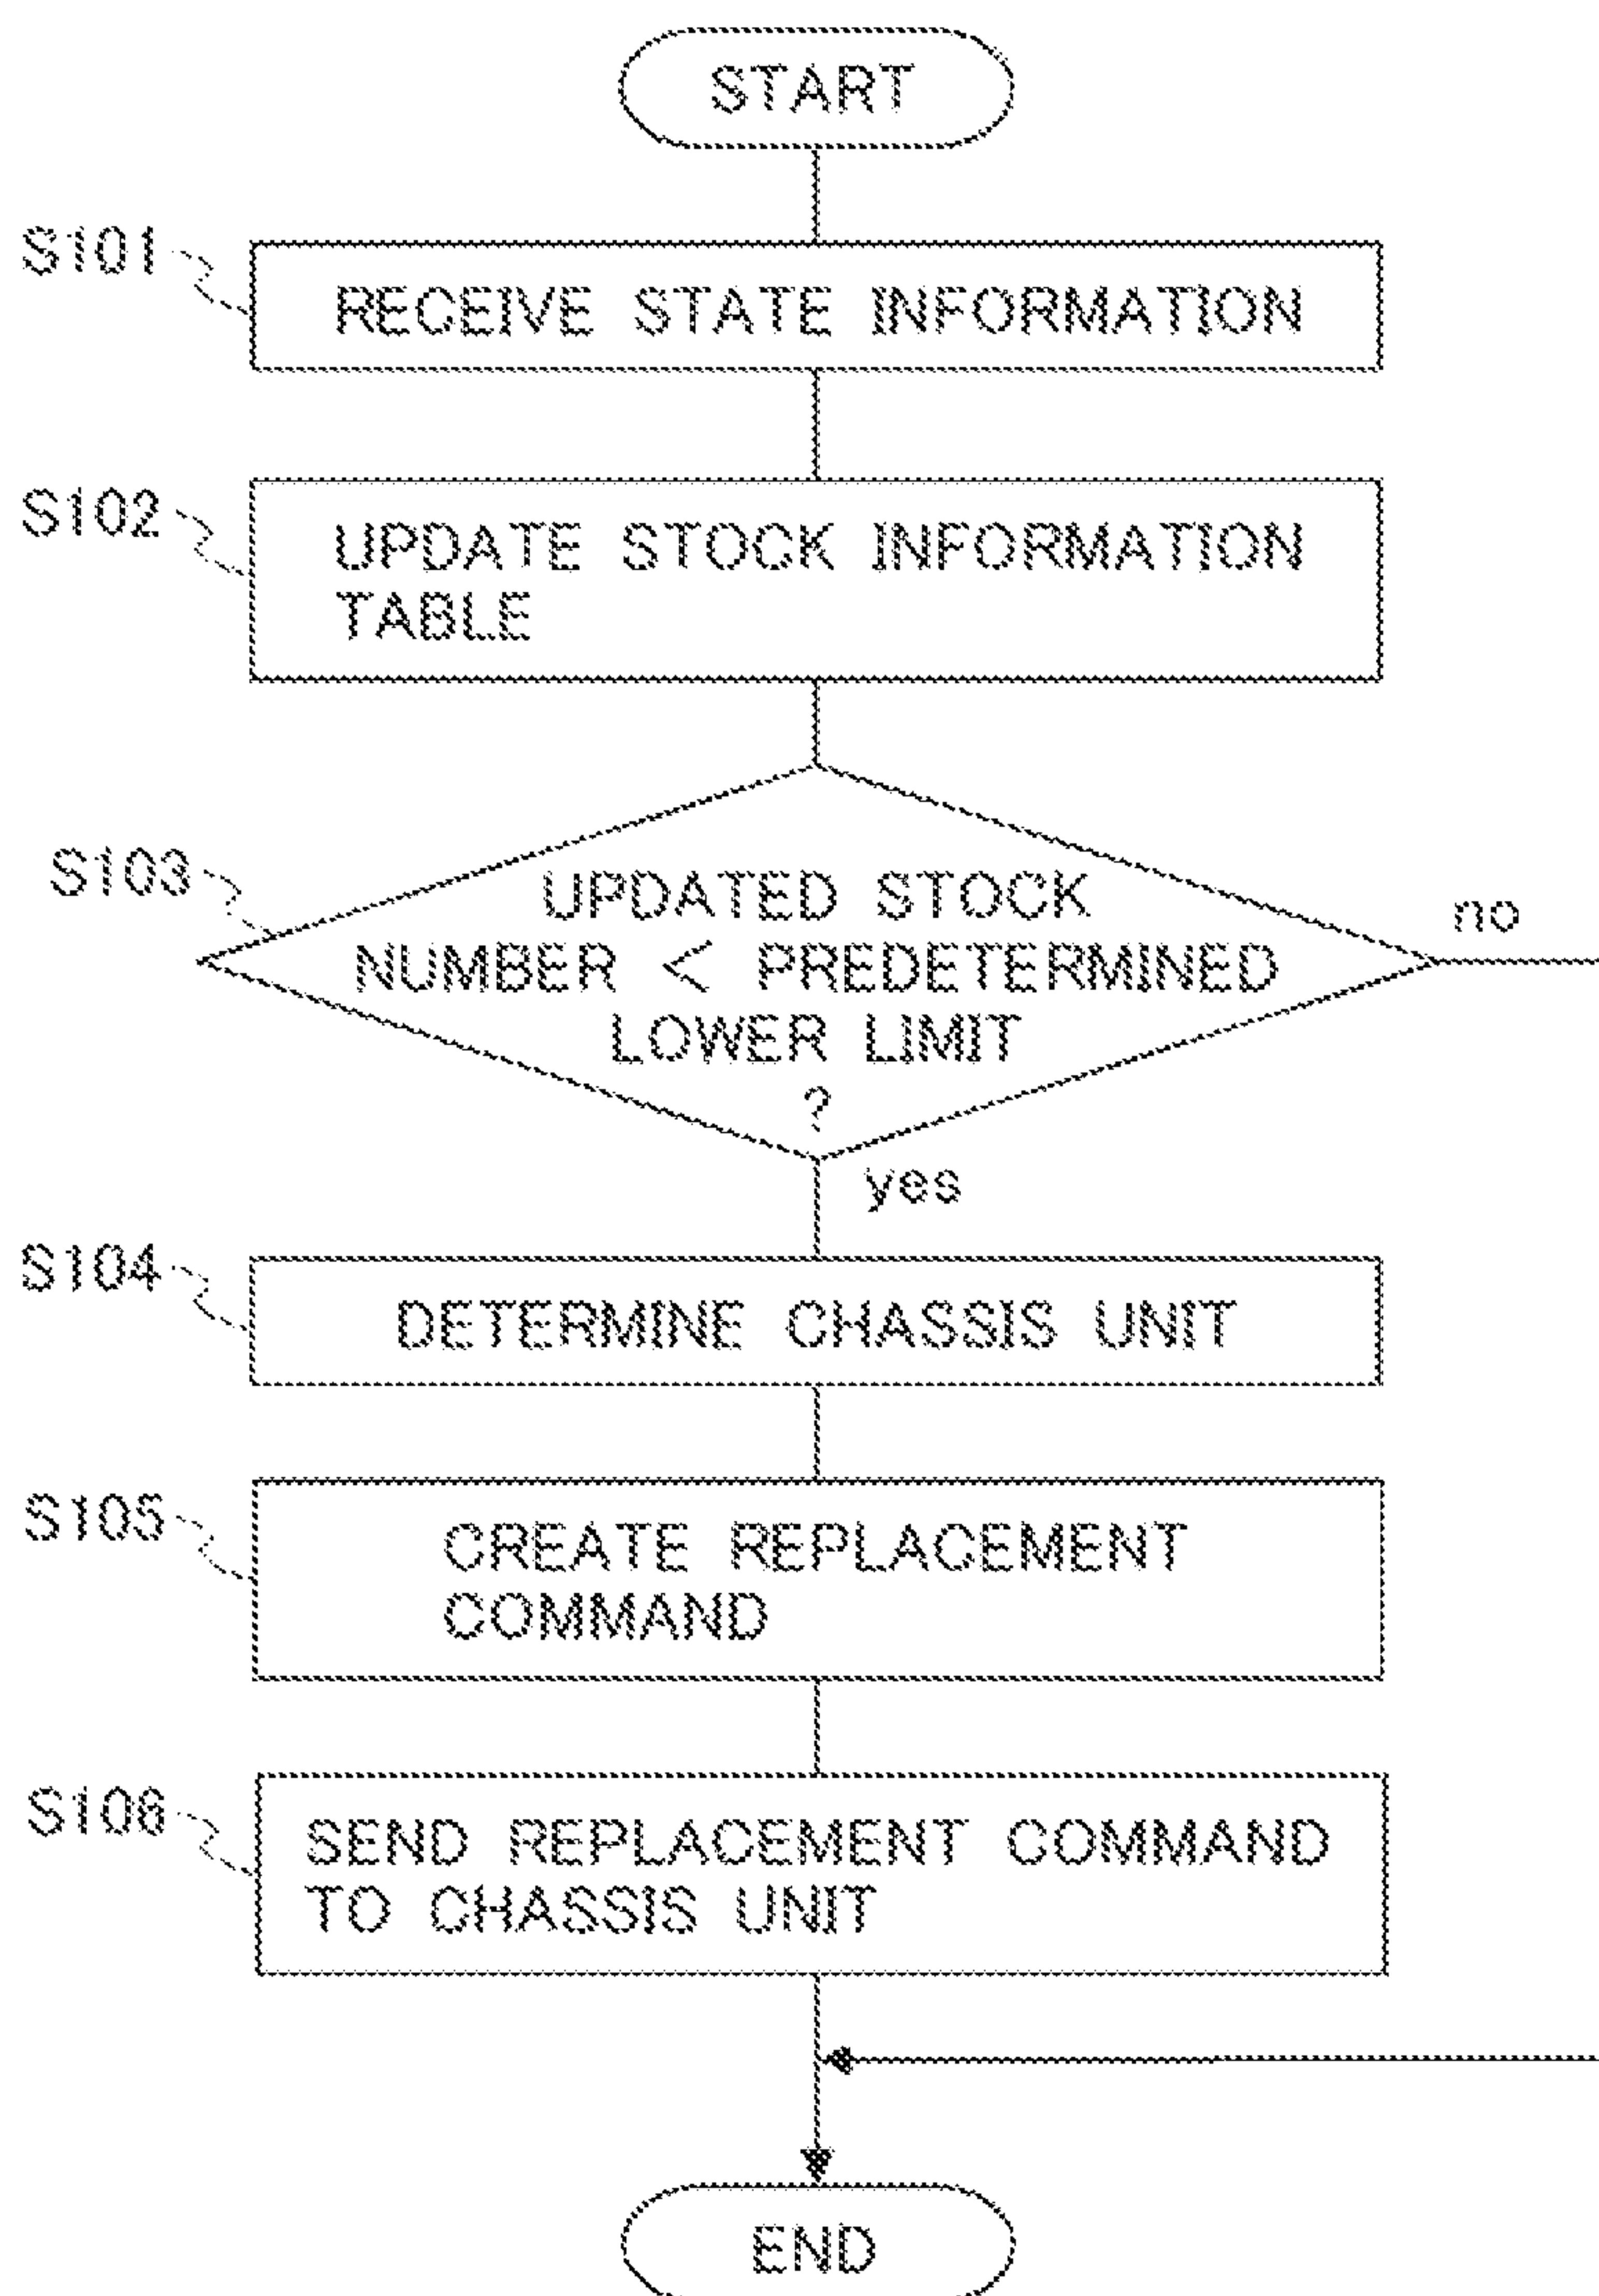 START
S101
RECEIVE STATE INFORMATION
S102
UPDATE STOCK INFORMATION
TABLE
S103
UPDATED STOCK
NUMBER < PREDETERMINED
LOWER LIMIT
?
no
yes
S104
DETERMINE CHASSIS UNIT
S105
CREATE REPLACEMENT
COMMAND
S106
SEND REPLACEMENT COMMAND
TO CHASSIS UNIT
END